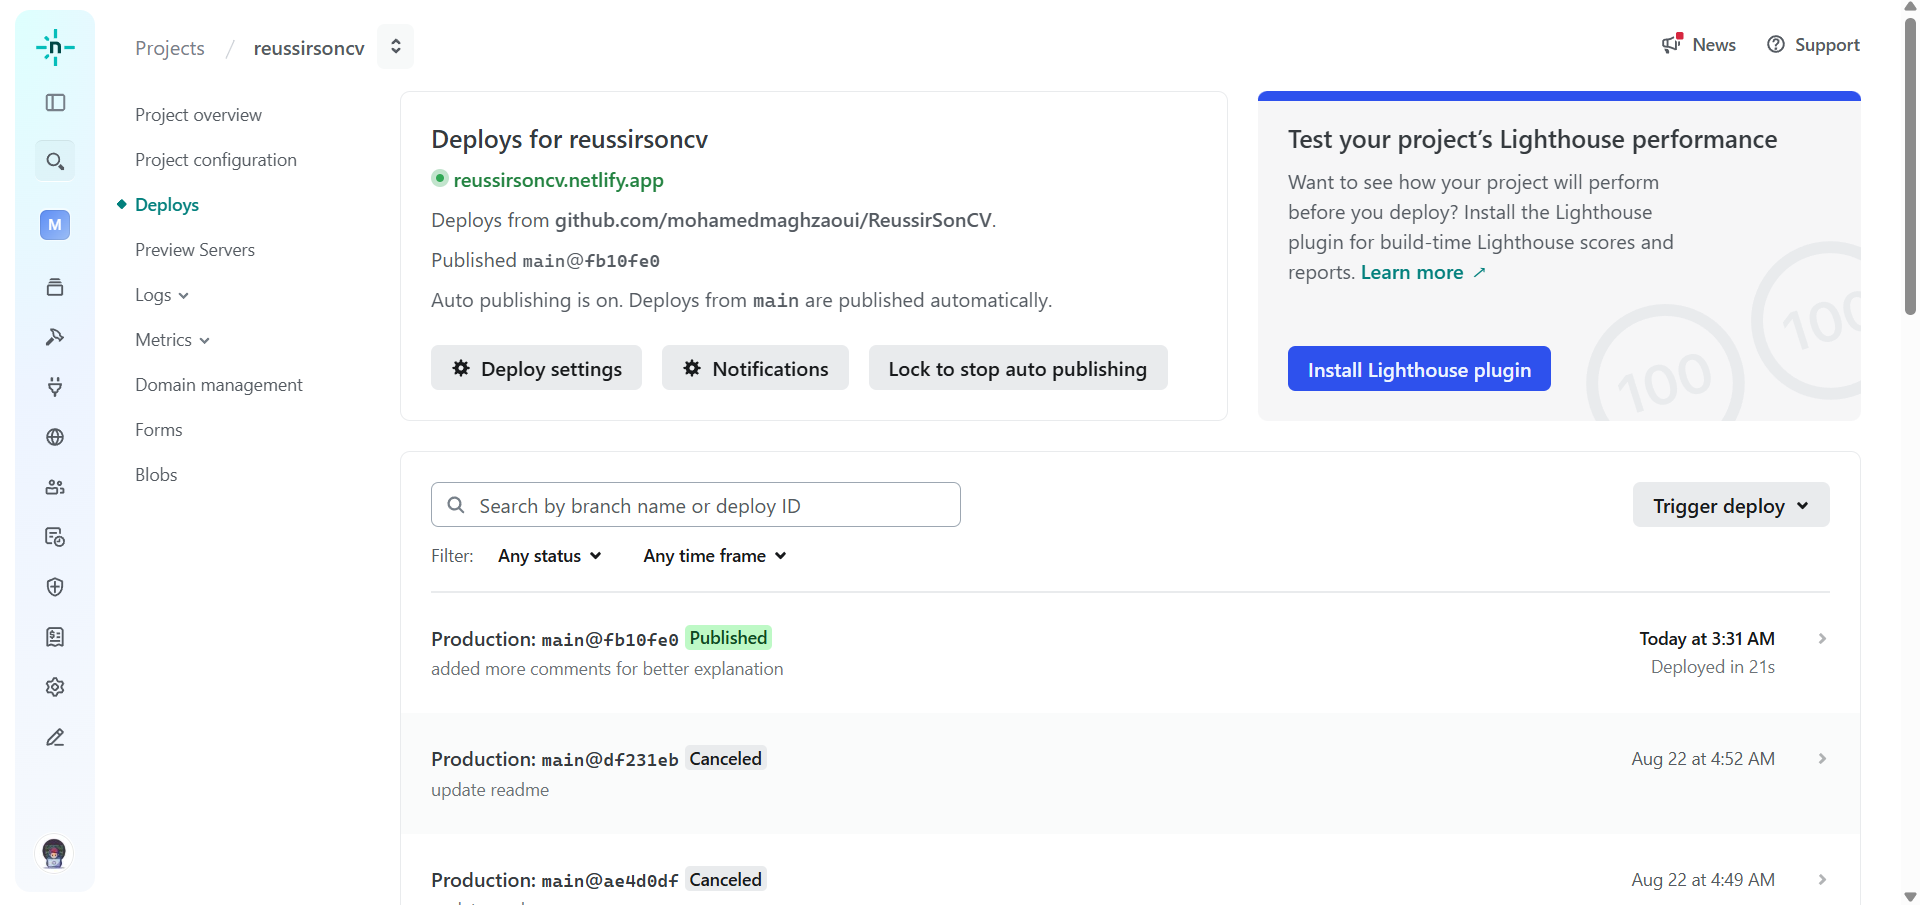 n
Projects / reussirsoncv
News
Support
M
Project overview
Project configuration
Deploys
Preview Servers
Logs
Metrics
Domain management
Forms
Blobs
Deploys for reussirsoncv
reussirsoncv.netlify.app
Deploys from github.com/mohamedmaghzaoui/ReussirSonCV.
Published main@fb10fe0
Auto publishing is on. Deploys from main are published automatically.
Deploy settings
Notifications
Lock to stop auto publishing
Test your project’s Lighthouse performance
Want to see how your project will perform
before you deploy? Install the Lighthouse
plugin for build-time Lighthouse scores and
reports. Learn more ↗
Install Lighthouse plugin
100
100
Search by branch name or deploy ID
Trigger deploy
Filter: Any status Any time frame
Production: main@fb10fe0 Published
Today at 3:31 AM
added more comments for better explanation
Deployed in 21s
Production: main@df231eb Canceled
Aug 22 at 4:52 AM
update readme
Production: main@ae4d0df Canceled
Aug 22 at 4:49 AM